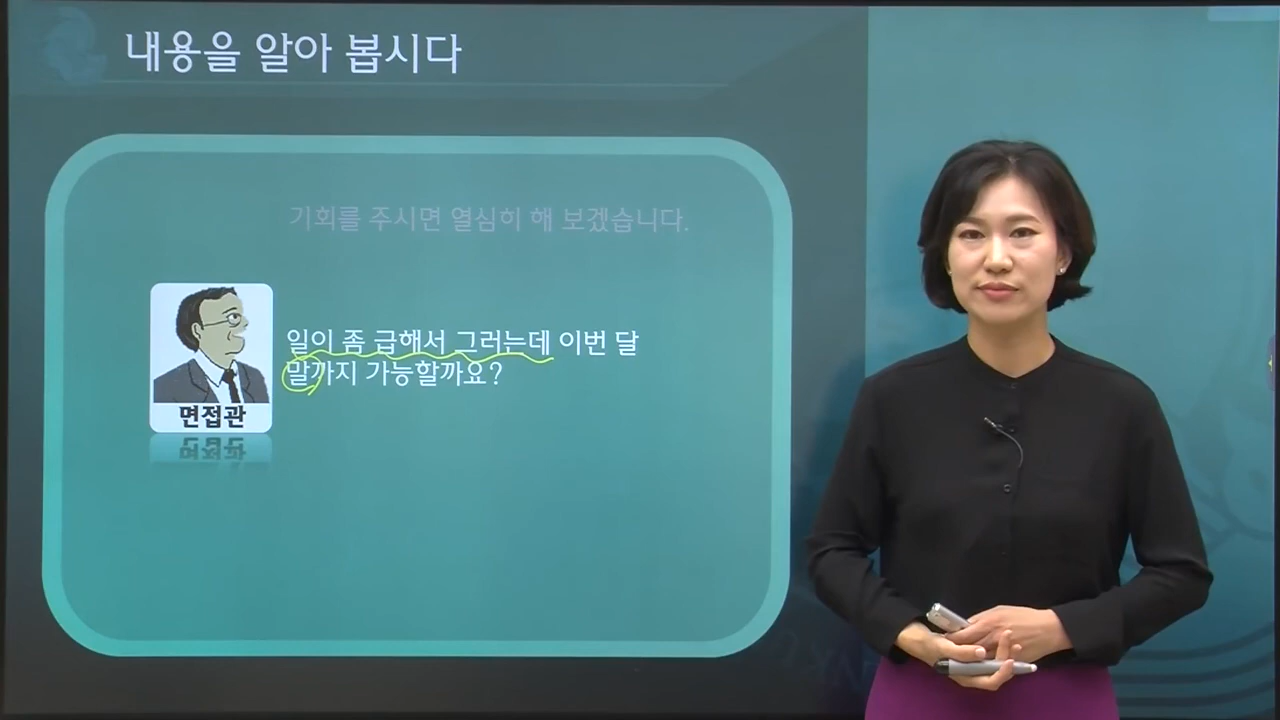 내용을 알아 봅시다
기회를 주시면 열심히 해 보겠습니다.
일이 좀 급해서 그러는데 이번 달
말까지 가능할까요?
면접관